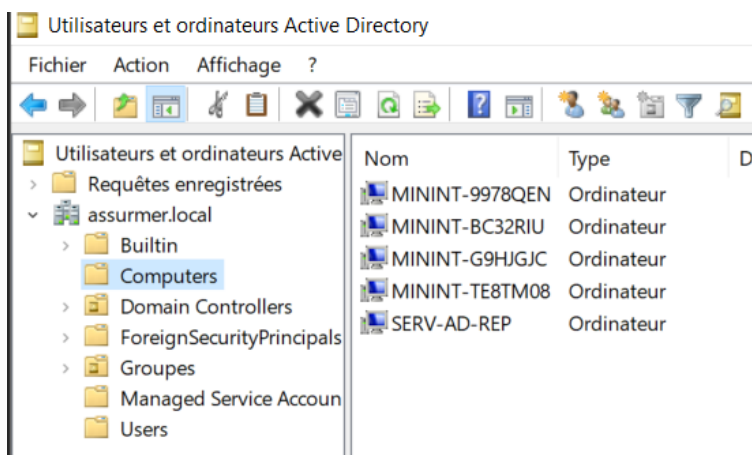 Utilisateurs et ordinateurs Active Directory
Fichier Action Affichage ?
Utilisateurs et ordinateurs Active
Requêtes enregistrées
assurmer.local
Builtin
Computers
Domain Controllers
ForeignSecurityPrincipals
Groupes
Managed Service Accoun
Users
Nom Type D
MININT-9978QEN Ordinateur
MININT-BC32RIU Ordinateur
MININT-G9HJGJC Ordinateur
MININT-TE8TM08 Ordinateur
SERV-AD-REP Ordinateur